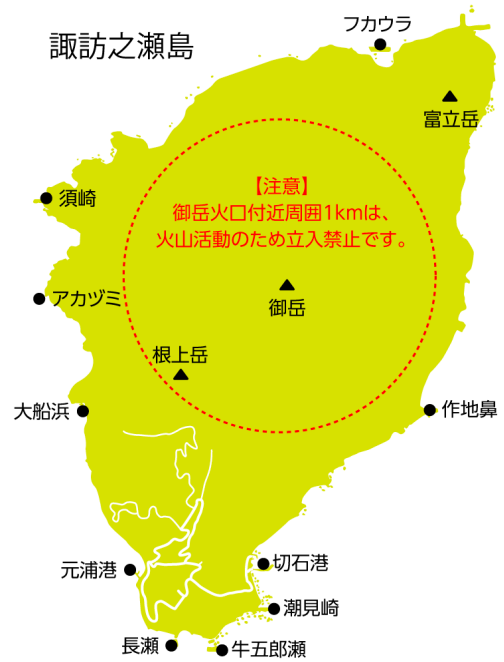 フカウラ
諏訪之瀬島
富立岳
【注意】
須崎
御岳火口付近周囲1kmは、
火山活動のため立入禁止です。
アカヅミ
御岳
根上岳
大船浜
作地鼻
切石港
元浦港
潮見崎
長瀬
牛五郎瀬